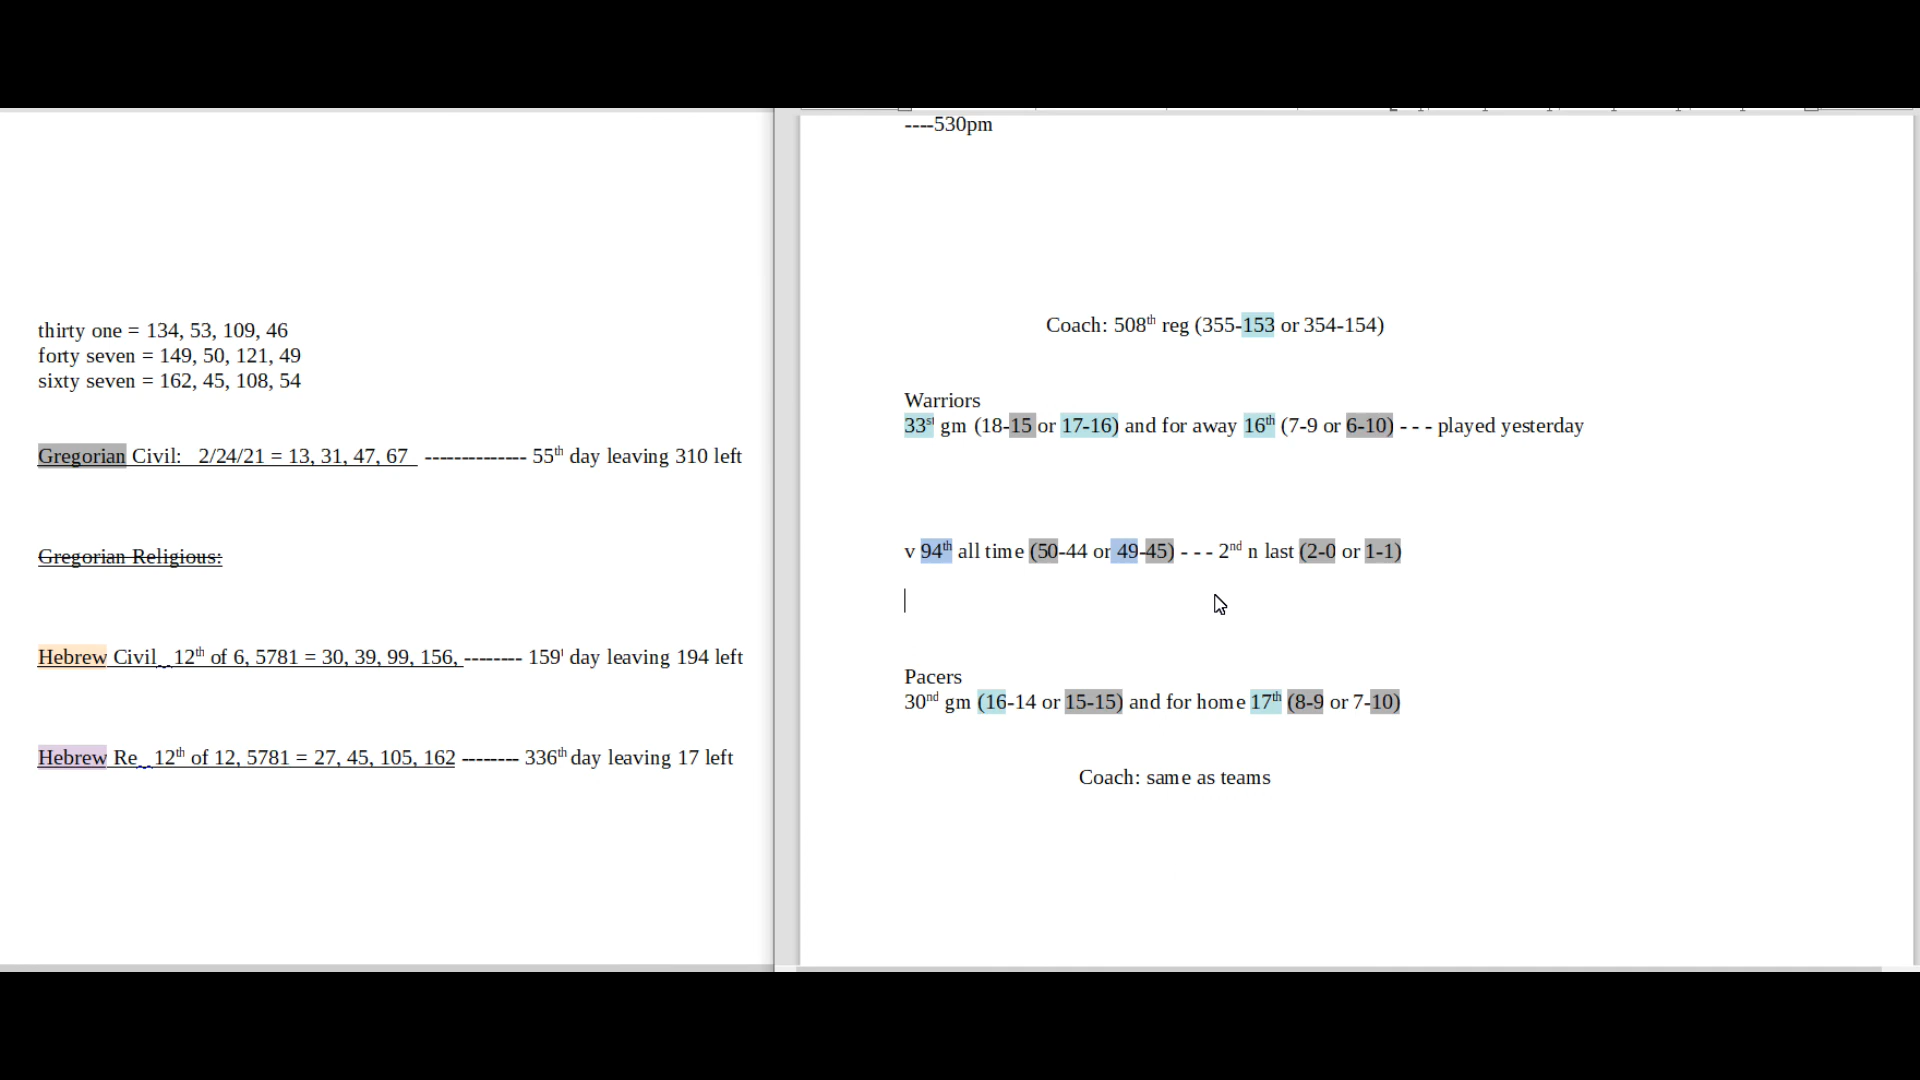 thirty one = 134, 53, 109, 46
forty seven = 149, 50, 121, 49
sixty seven = 162, 45, 108, 54
Gregorian Civil: 2/24/21 = 13, 31, 47, 67 -------------- 55th day leaving 310 left
Gregorian Religious:
Hebrew Civil 12th of 6, 5781 = 30, 39, 99, 156, -------- 159t day leaving 194 left
Hebrew Re 12th of 12, 5781 = 27, 45, 105, 162 -------- 336th day leaving 17 left
----530pm
Coach: 508th reg (355-153 or 354-154)
Warriors
33st gm (18-15 or 17-16) and for away 16th (7-9 or 6-10) - - - played yesterday
v 94th all time (50-44 or 49-45) - - - 2nd n last (2-0 or 1-1)
Pacers
30nd gm (16-14 or 15-15) and for home 17th (8-9 or 7-10)
Coach: same as teams